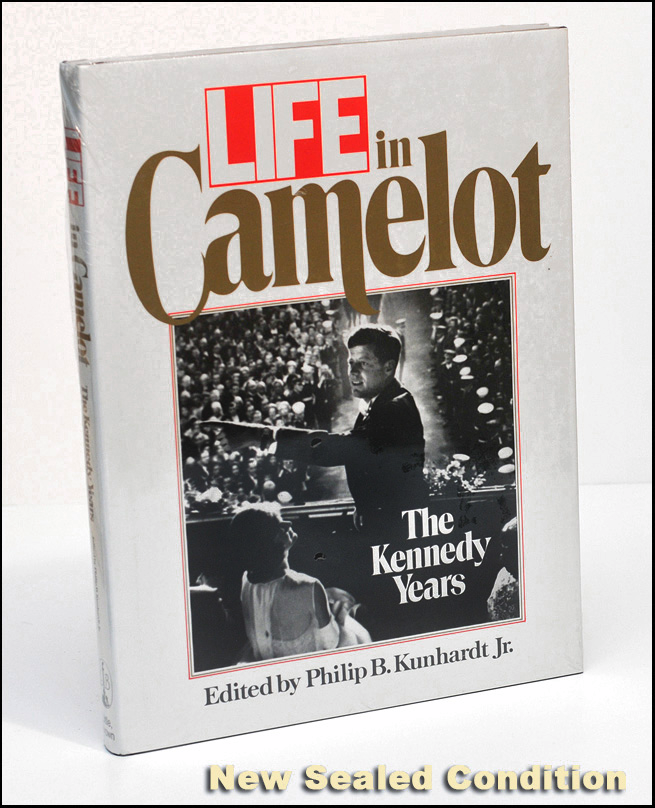 LIFE in
Camelot
The
Kennedy
Years
Edited by Philip B. Kunhardt Jr.
LIFE in Camelot The Kennedy Years
New Sealed Condition